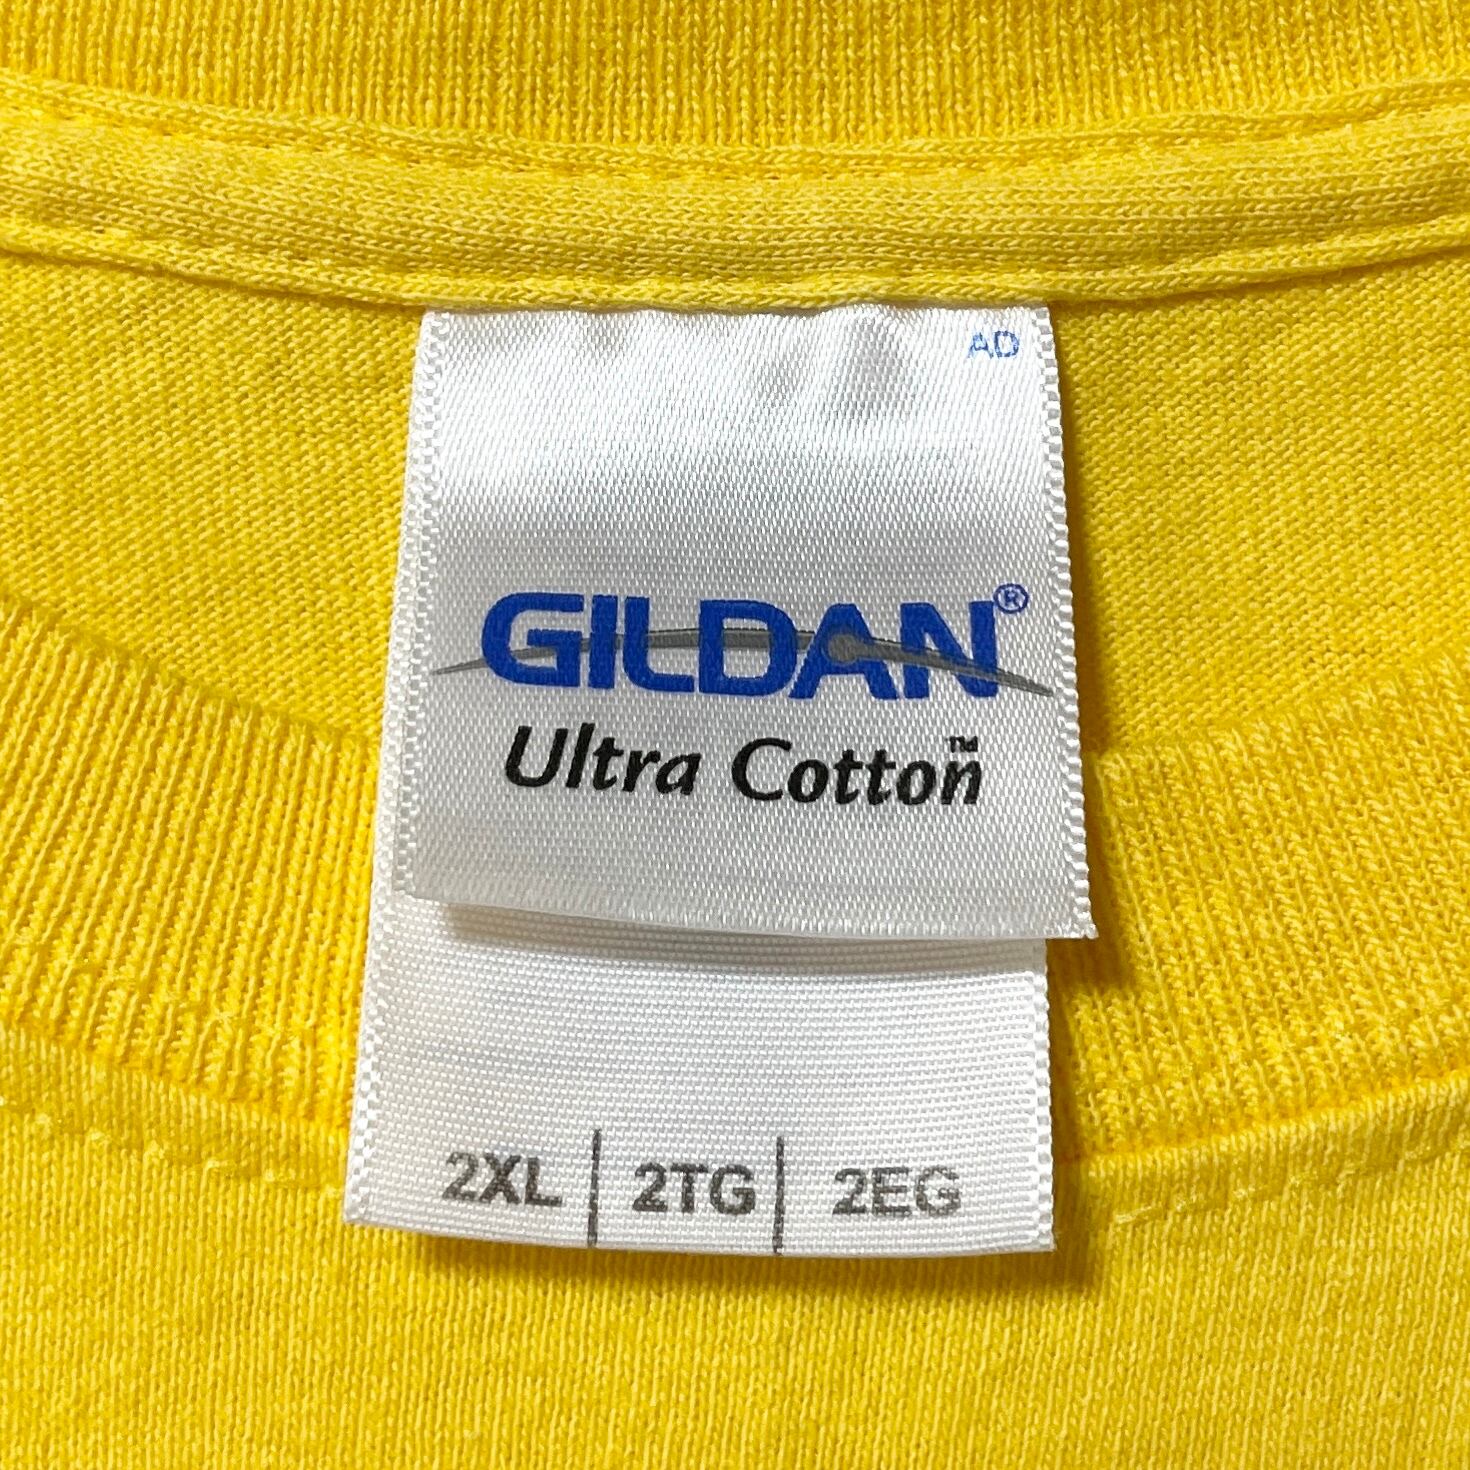 AD
GILDAN®
Ultra Cotton™
2XL | 2TG | 2EG